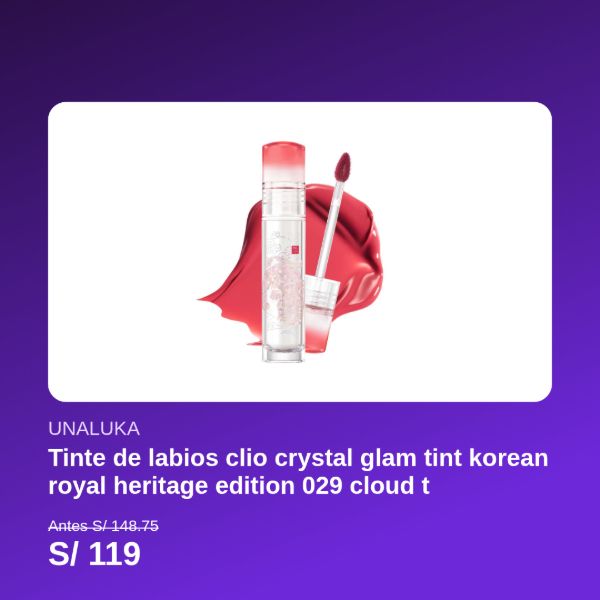 UNALUKA
Tinte de labios clio crystal glam tint korean
royal heritage edition 029 cloud t
Antes S/ 148.75
S/ 119